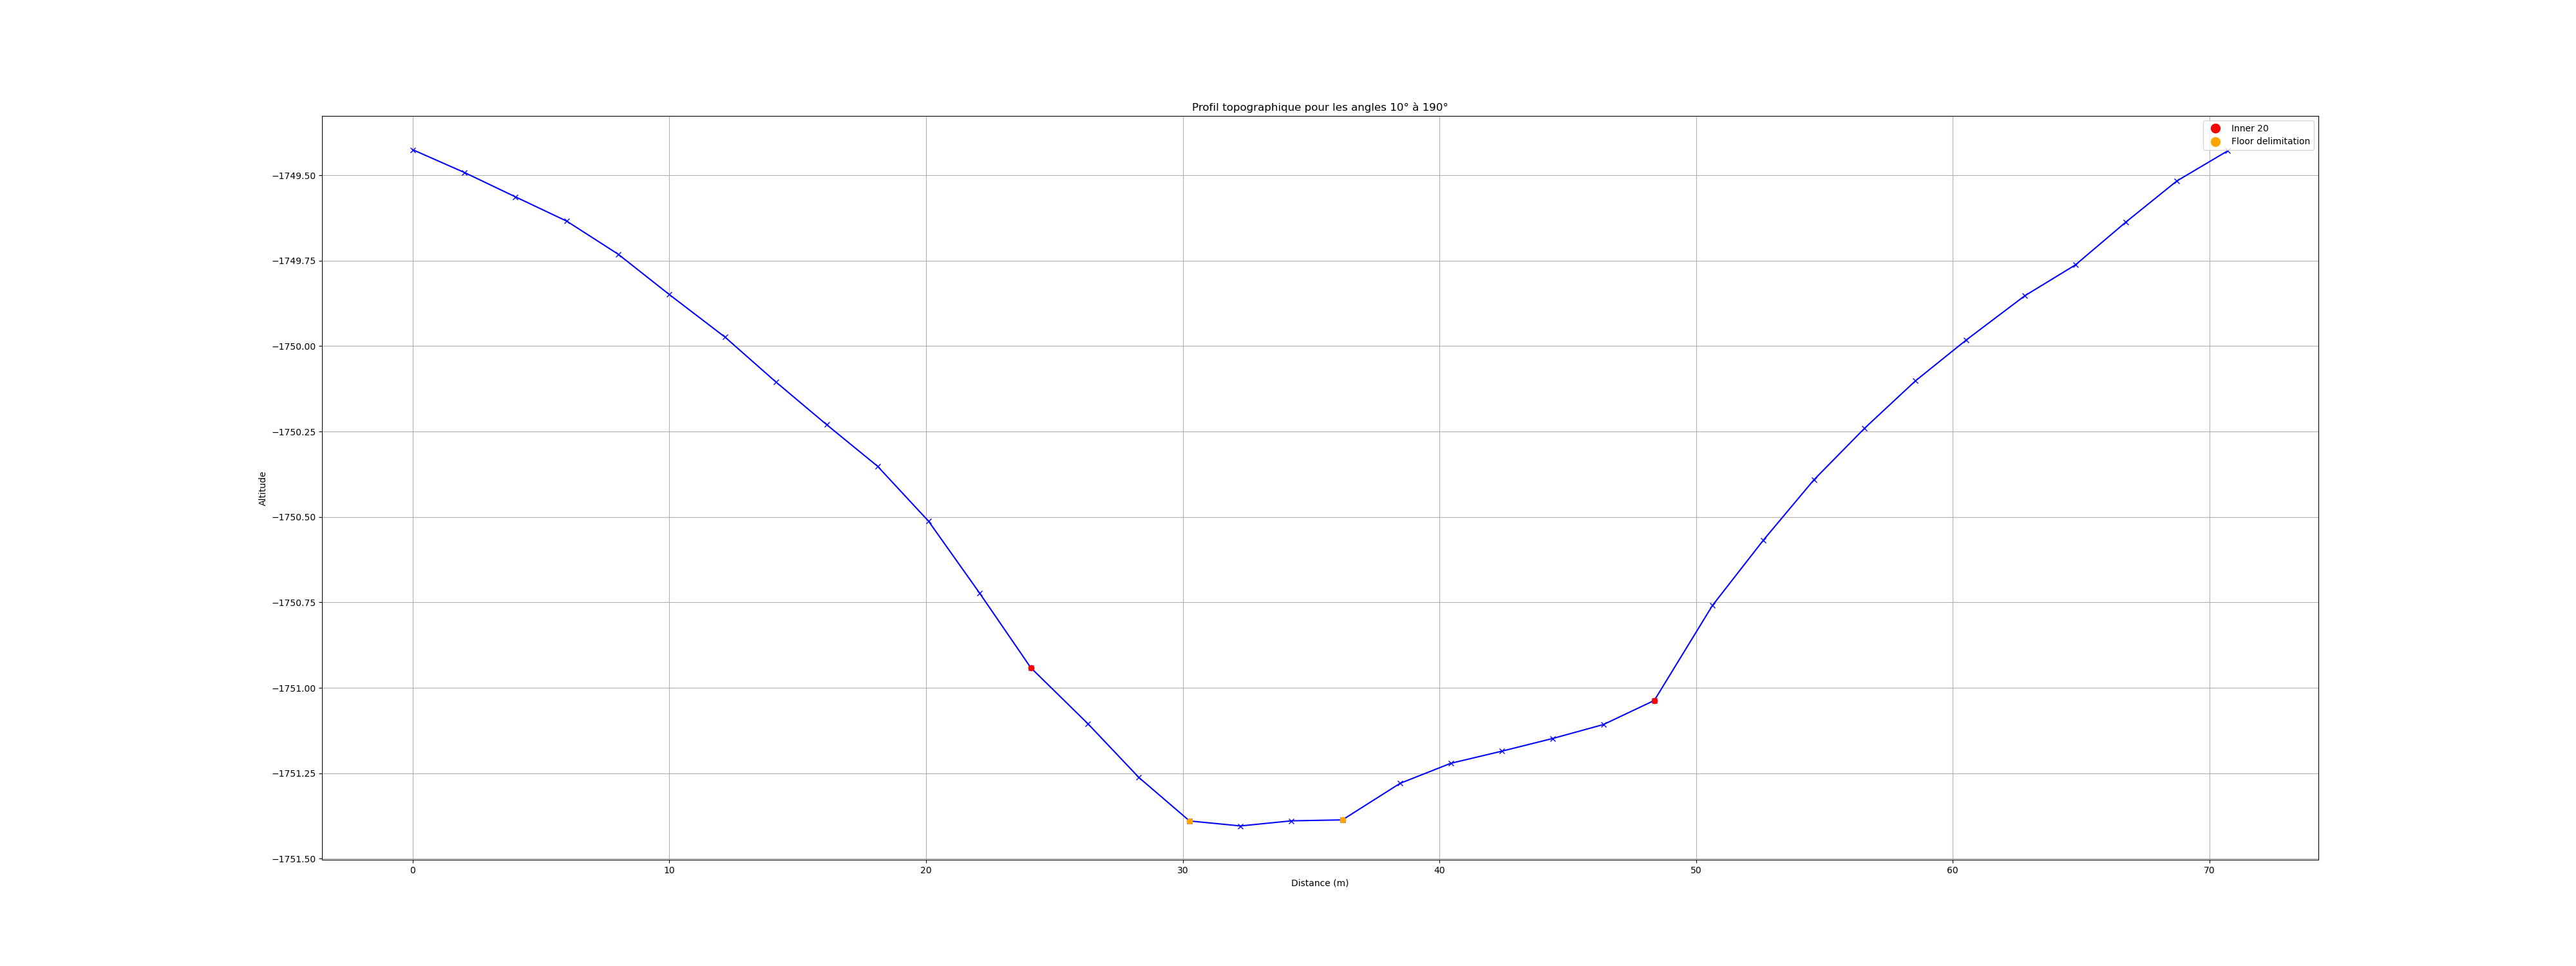 Profil topographique pour les angles 10° à 190°
Inner 20
Floor delimitation
−1749.50
−1749.75
−1750.00
−1750.25
−1750.50
−1750.75
−1751.00
−1751.25
−1751.50
Altitude
0 10 20 30 40 50 60 70
Distance (m)